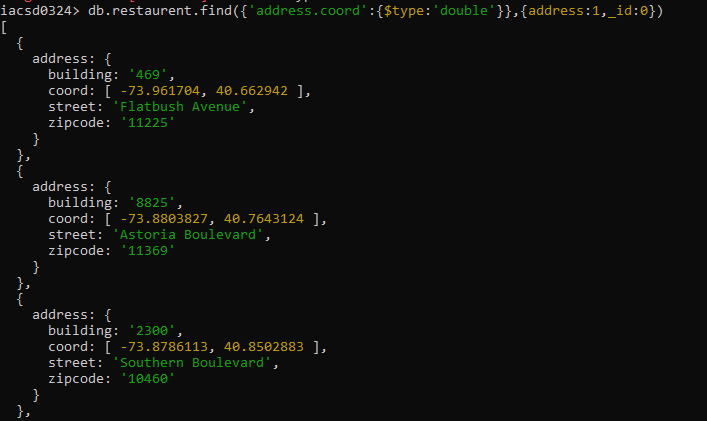 iacsd0324> db.restaurent.find({'address.coord':{$type:'double'}},{address:1,_id:0})
[
  {
    address: {
      building: '469',
      coord: [ -73.961704, 40.662942 ],
      street: 'Flatbush Avenue',
      zipcode: '11225'
    }
  },
  {
    address: {
      building: '8825',
      coord: [ -73.8803827, 40.7643124 ],
      street: 'Astoria Boulevard',
      zipcode: '11369'
    }
  },
  {
    address: {
      building: '2300',
      coord: [ -73.8786113, 40.8502883 ],
      street: 'Southern Boulevard',
      zipcode: '10460'
    }
  },